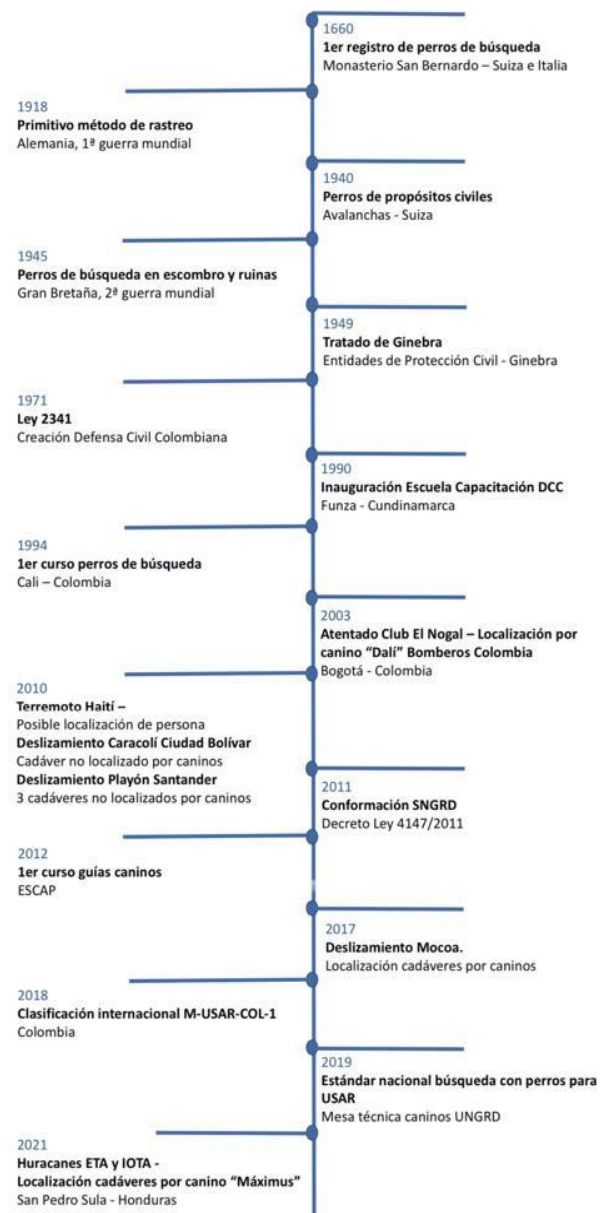 1660
1er registro de perros de búsqueda
Monasterio San Bernardo – Suiza e Italia
1918
Primitivo método de rastreo
Alemania, 1ª guerra mundial
1940
Perros de propósitos civiles
Avalanchas - Suiza
1945
Perros de búsqueda en escombro y ruinas
Gran Bretaña, 2ª guerra mundial
1949
Tratado de Ginebra
Entidades de Protección Civil - Ginebra
1971
Ley 2341
Creación Defensa Civil Colombiana
1990
Inauguración Escuela Capacitación DCC
Funza - Cundinamarca
1994
1er curso perros de búsqueda
Cali – Colombia
2003
Atentado Club El Nogal – Localización por
canino “Dalí” Bomberos Colombia
Bogotá - Colombia
2010
Terremoto Haití –
Posible localización de persona
Deslizamiento Caracolí Ciudad Bolívar
Cadáver no localizado por caninos
Deslizamiento Playón Santander
3 cadáveres no localizados por caninos
2011
Conformación SNGRD
Decreto Ley 4147/2011
2012
1er curso guías caninos
ESCAP
2017
Deslizamiento Mocoa.
Localización cadáveres por caninos
2018
Clasificación internacional M-USAR-COL-1
Colombia
2019
Estándar nacional búsqueda con perros para
USAR
Mesa técnica caninos UNGRD
2021
Huracanes ETA y IOTA -
Localización cadáveres por canino “Máximus”
San Pedro Sula - Honduras